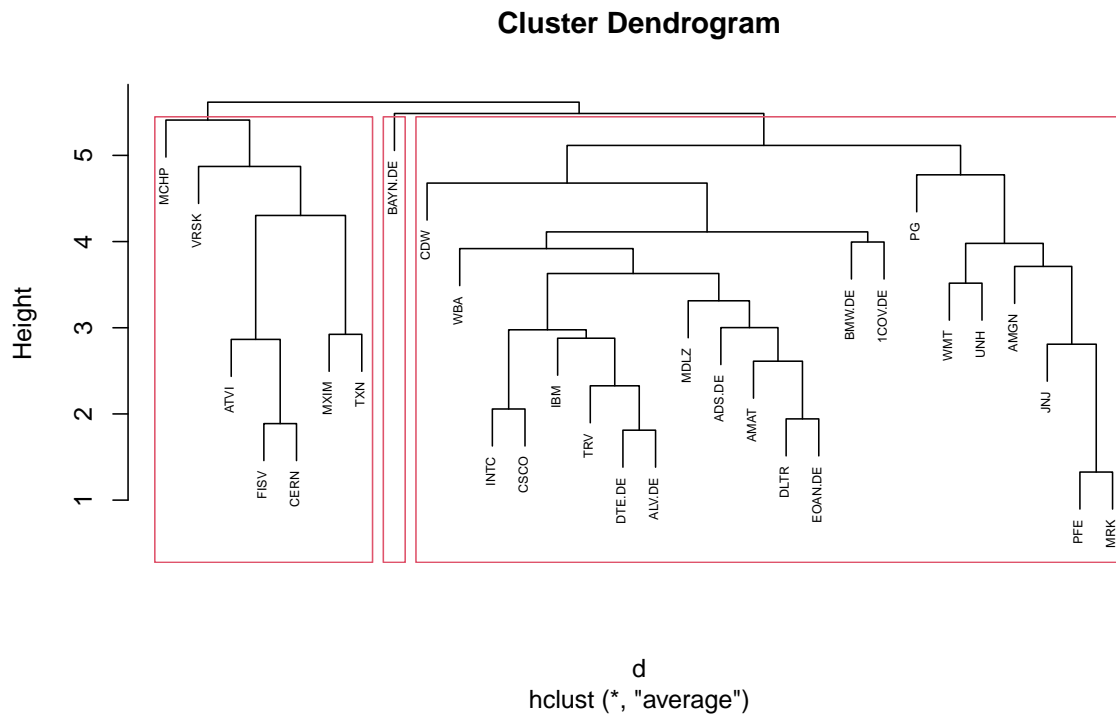 Cluster Dendrogram
Height
5
4
3
2
1
MCHP
VRSK
ATVI
FISV
CERN
MXIM
TXN
BAYN.DE
CDW
WBA
INTC
CSCO
IBM
TRV
DTE.DE
ALV.DE
MDLZ
ADS.DE
AMAT
DLTR
EOAN.DE
BMW.DE
1COV.DE
PG
WMT
UNH
AMGN
JNJ
PFE
MRK
d
hclust (*, "average")